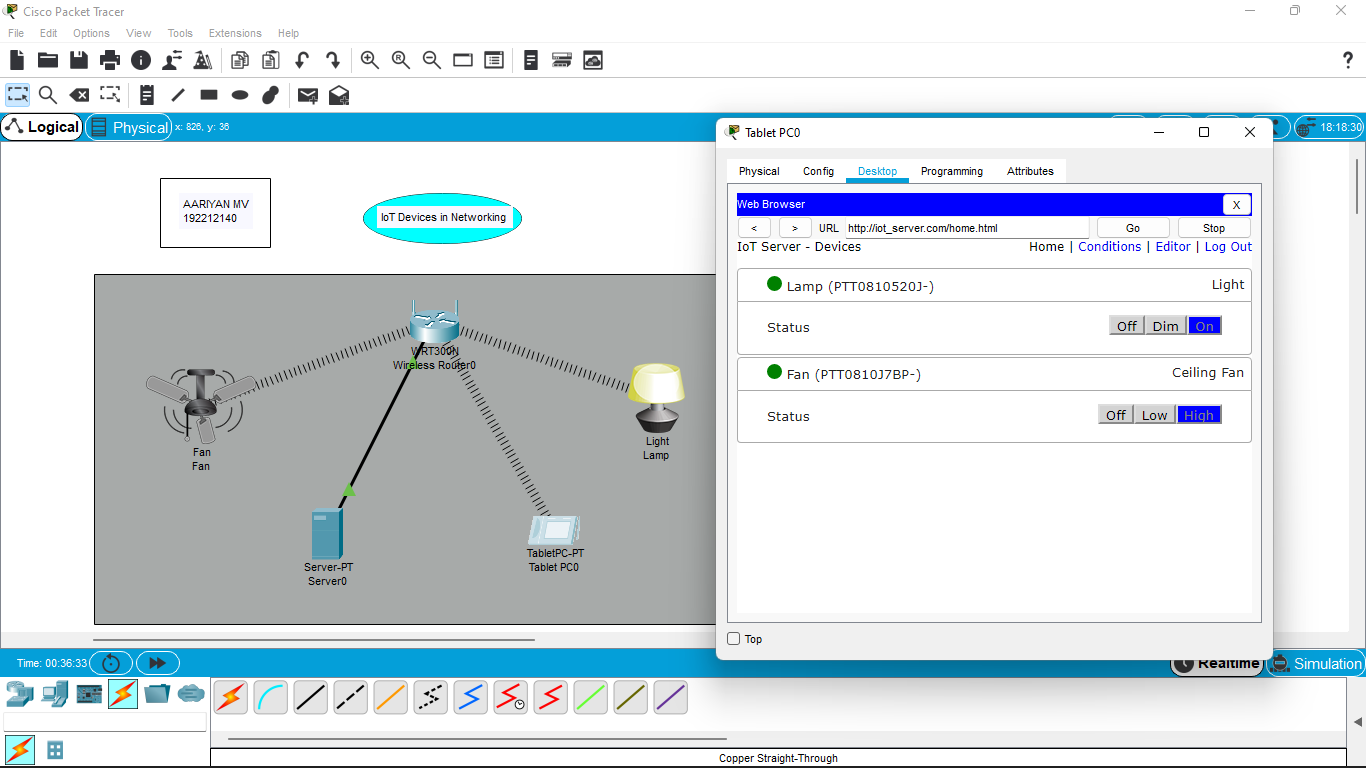 Cisco Packet Tracer
File Edit Options View Tools Extensions Help
Logical Physical x: 826, y: 36
18:18:30
AARIYAN MV
192212140
IoT Devices in Networking
WRT300N
Wireless Router0
Fan
Fan
Light
Lamp
Server-PT
Server0
TabletPC-PT
Tablet PC0
Tablet PC0
Physical Config Desktop Programming Attributes
Web Browser X
< > URL http://iot_server.com/home.html Go Stop
IoT Server - Devices Home | Conditions | Editor | Log Out
Lamp (PTT0810520J-) Light
Status Off Dim On
Fan (PTT0810J7BP-) Ceiling Fan
Status Off Low High
Top
Time: 00:36:33
Realtime Simulation
Copper Straight-Through